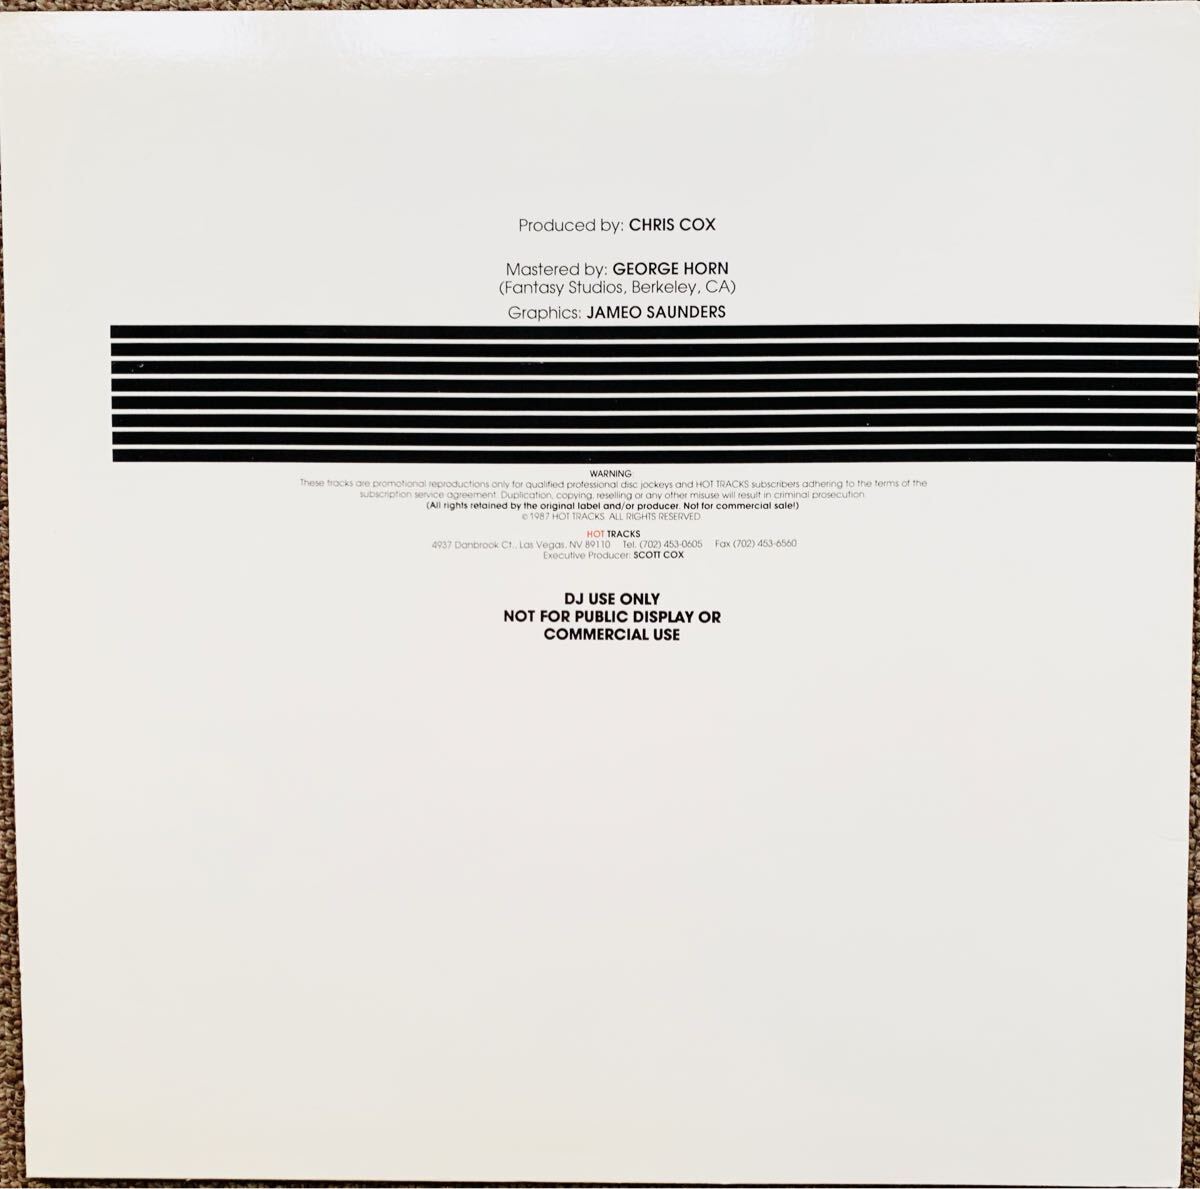 Produced by: CHRIS COX
Mastered by: GEORGE HORN
(Fantasy Studios, Berkeley, CA)
Graphics: JAMEO SAUNDERS
WARNING:
These tracks are promotional reproductions only for qualified professional disc jockeys and HOT TRACKS subscribers adhering to the terms of the
subscription service agreement. Duplication, copying, reselling or any other misuse will result in criminal prosecution.
(All rights retained by the original label and/or producer. Not for commercial sale!)
© 1987 HOT TRACKS. ALL RIGHTS RESERVED.
HOT TRACKS
4937 Danbrook Ct., Las Vegas, NV 89110 Tel. (702) 453-0605 Fax (702) 453-6560
Executive Producer: SCOTT COX
DJ USE ONLY
NOT FOR PUBLIC DISPLAY OR
COMMERCIAL USE